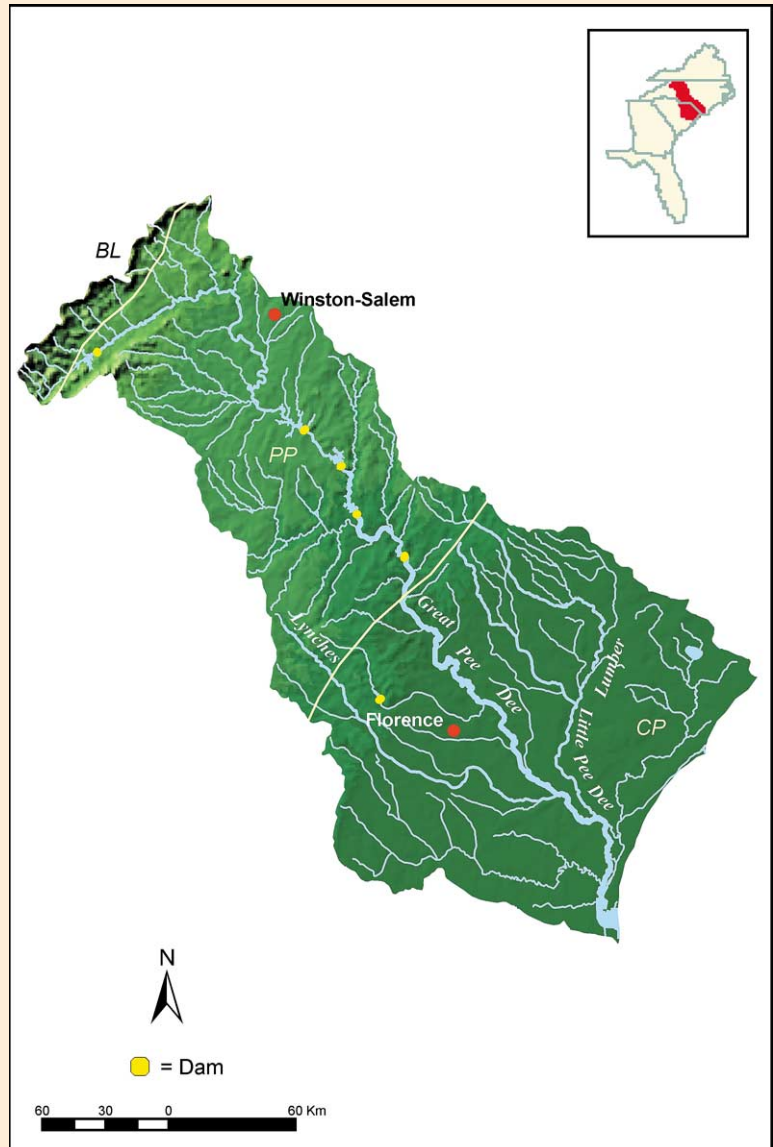 BL
Winston-Salem
PP
Great
Pee
Dee
Lynches
Lumber
Little
Pee
Dee
Florence
CP
N
= Dam
60 30 0 60 Km